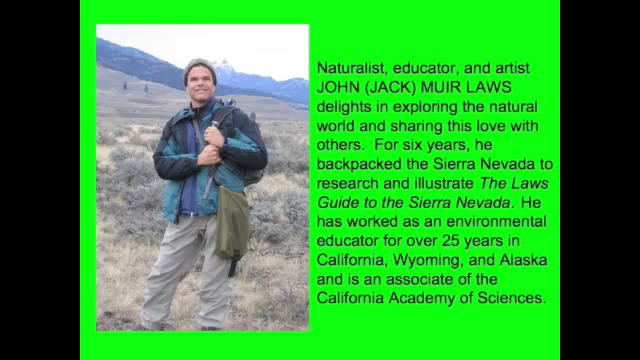 Naturalist, educator, and artist
JOHN (JACK) MUIR LAWS
delights in exploring the natural
world and sharing this love with
others.  For six years, he
backpacked the Sierra Nevada to
research and illustrate The Laws
Guide to the Sierra Nevada. He
has worked as an environmental
educator for over 25 years in
California, Wyoming, and Alaska
and is an associate of the
California Academy of Sciences.